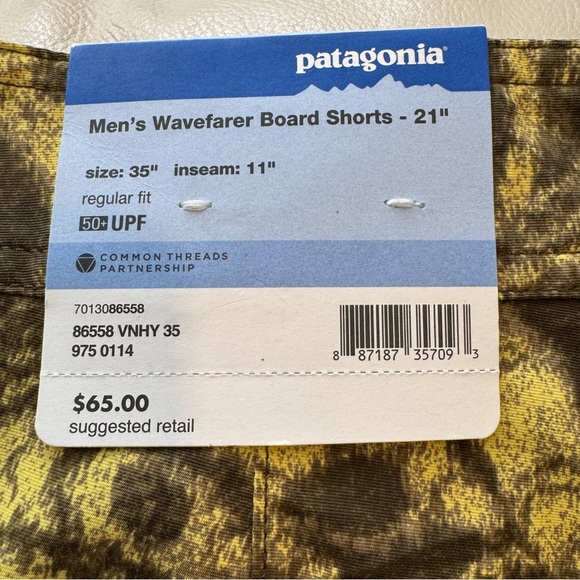 patagonia®
Men's Wavefarer Board Shorts - 21"
size: 35" inseam: 11"
regular fit
50+ UPF
COMMON THREADS
PARTNERSHIP
7013086558
86558 VNHY 35
975 0114
8 87187 35709 3
$65.00
suggested retail